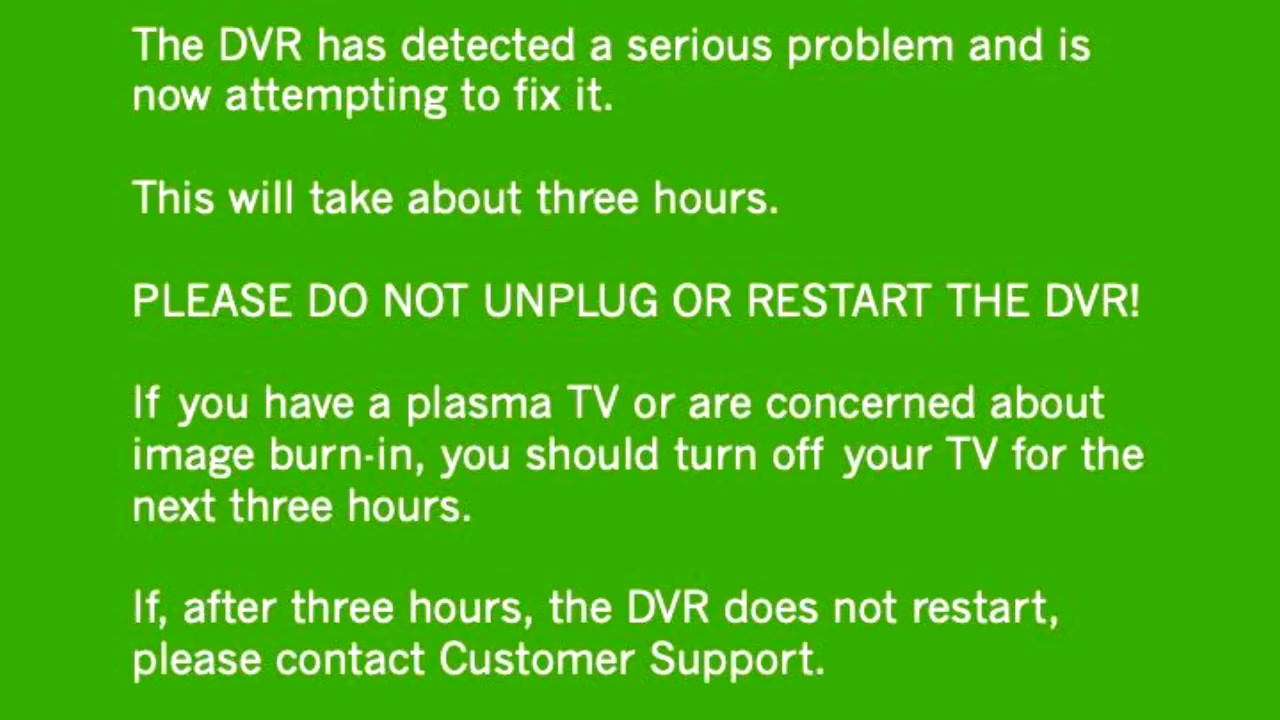 The DVR has detected a serious problem and is
now attempting to fix it.
This will take about three hours.
PLEASE DO NOT UNPLUG OR RESTART THE DVR!
If you have a plasma TV or are concerned about
image burn-in, you should turn off your TV for the
next three hours.
If, after three hours, the DVR does not restart,
please contact Customer Support.